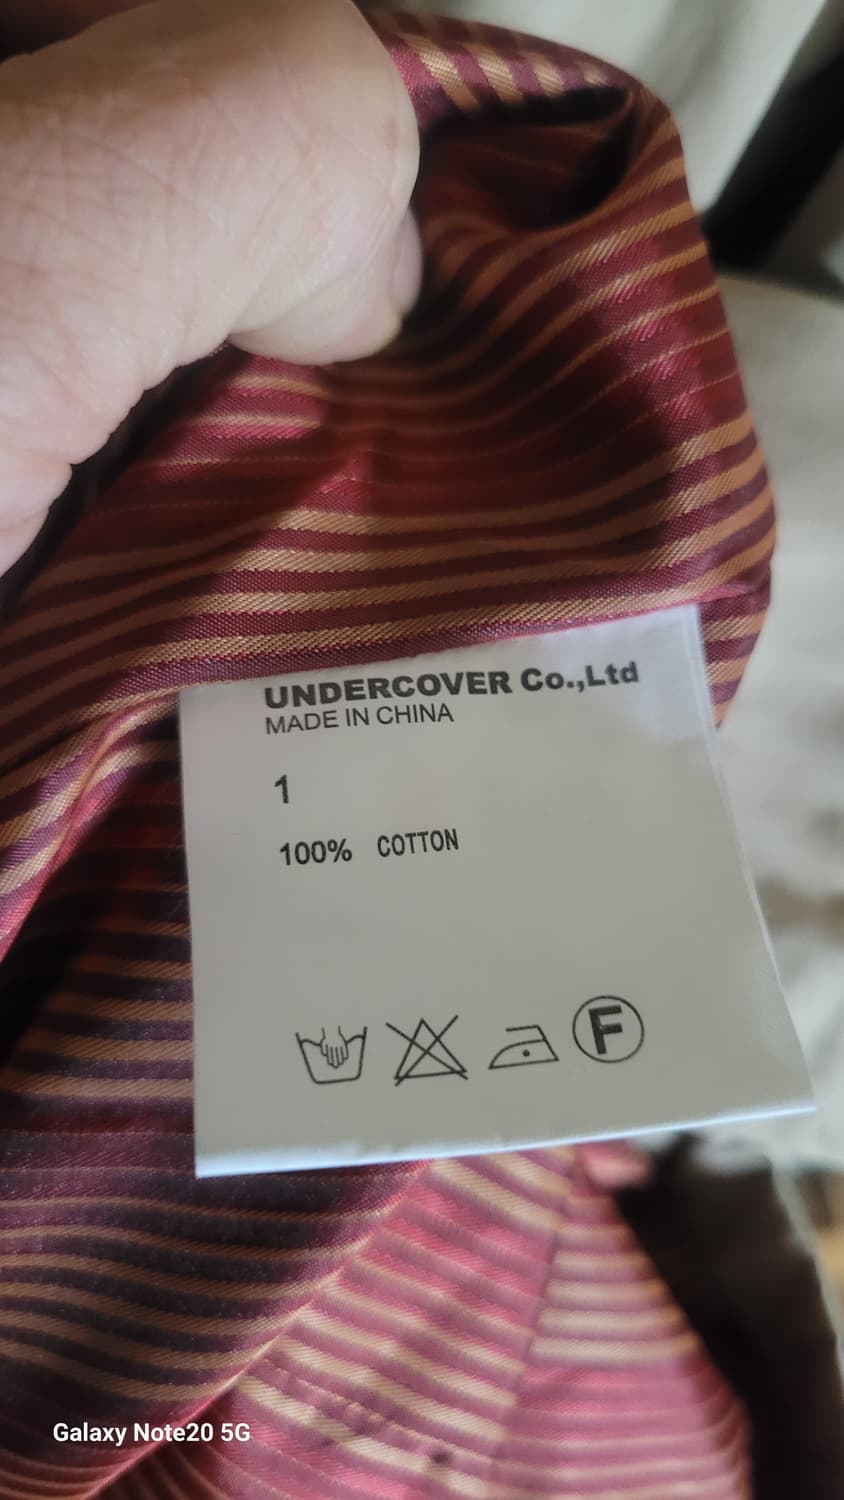 UNDERCOVER Co.,Ltd
MADE IN CHINA
1
100% COTTON
F
Galaxy Note20 5G